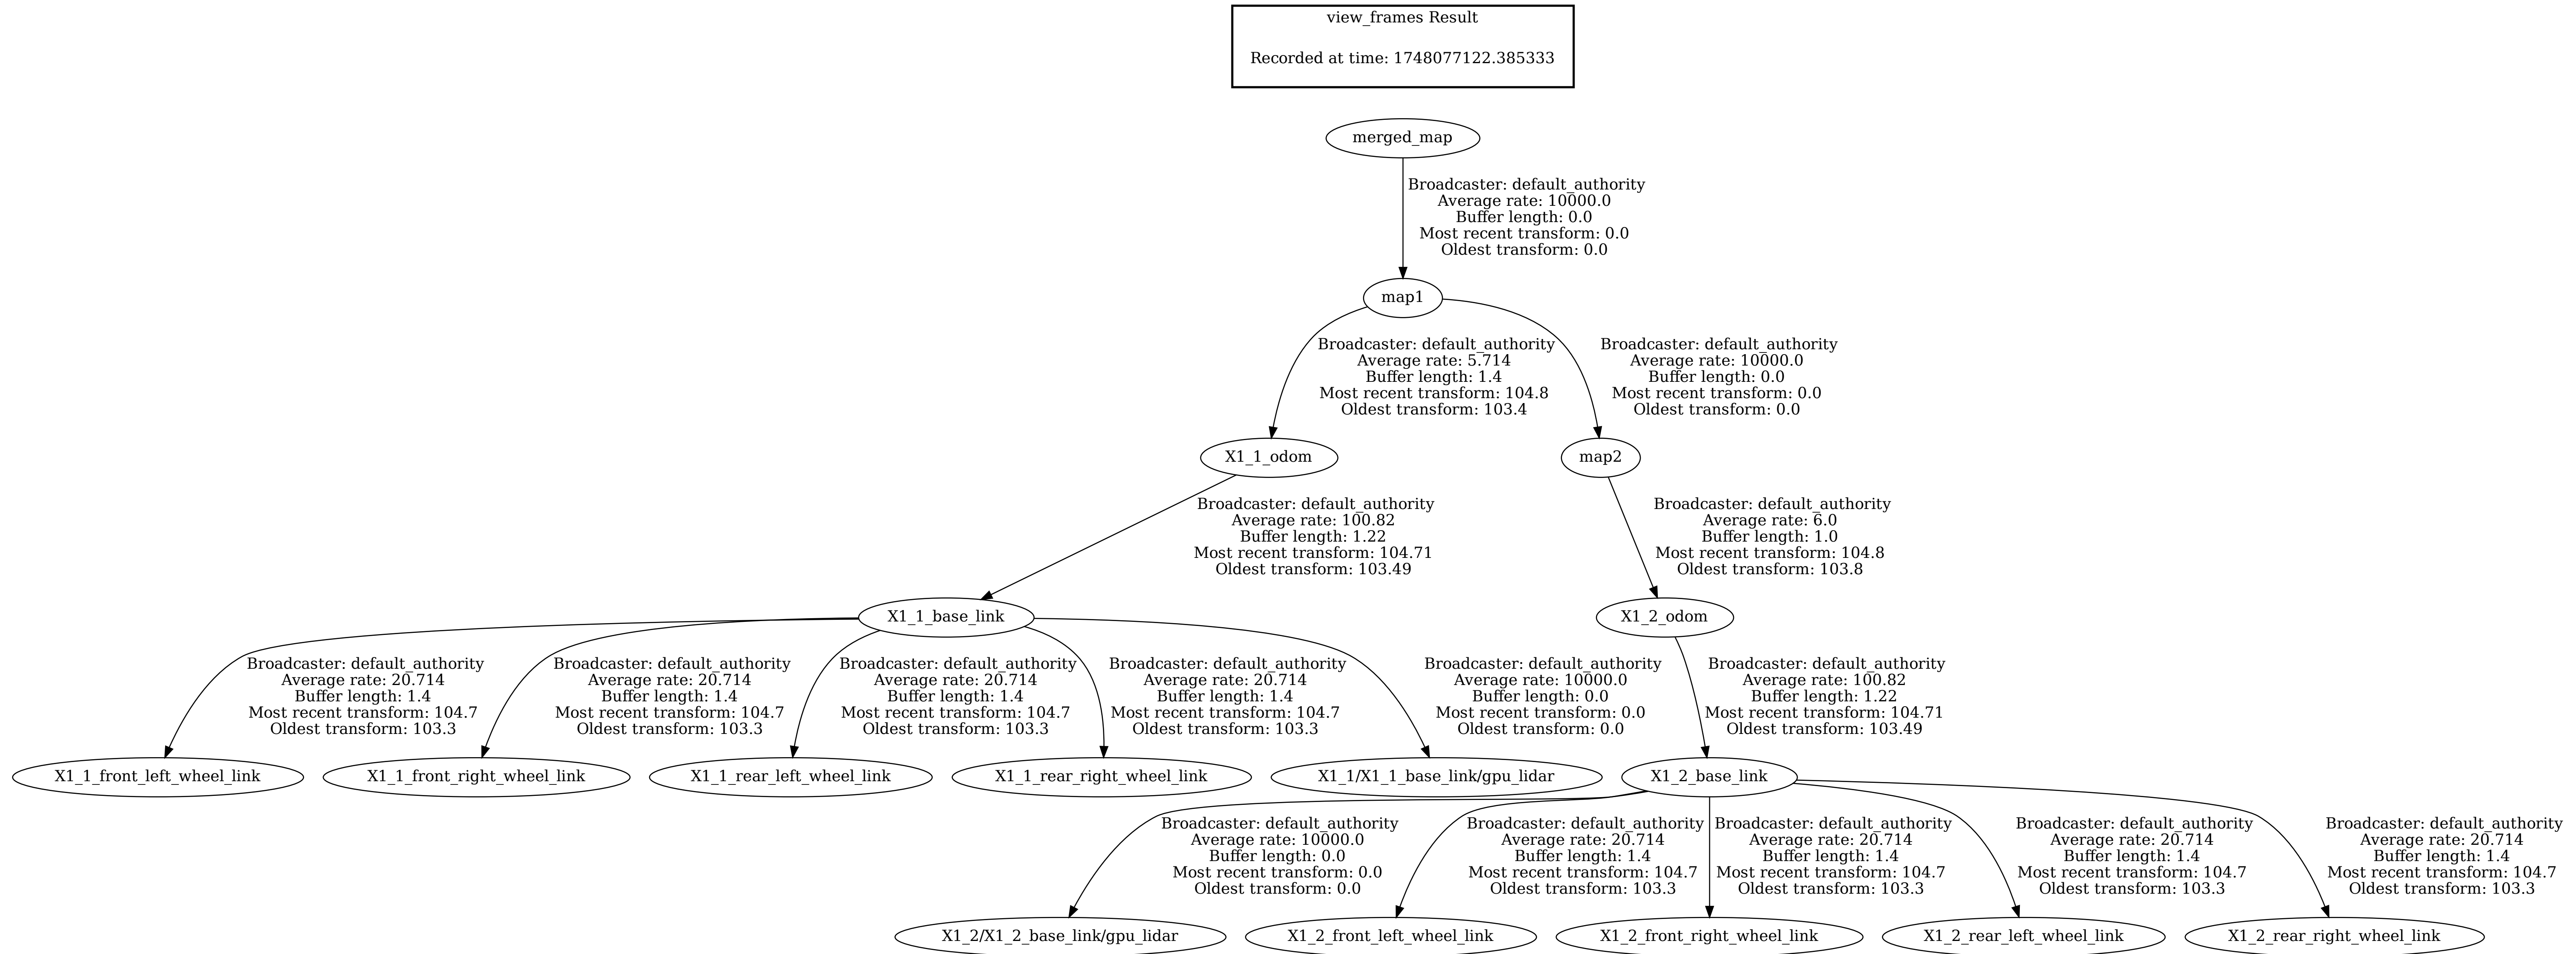 view_frames Result
Recorded at time: 1748077122.385333
merged_map
Broadcaster: default_authority
Average rate: 10000.0
Buffer length: 0.0
Most recent transform: 0.0
Oldest transform: 0.0
map1
Broadcaster: default_authority
Average rate: 5.714
Buffer length: 1.4
Most recent transform: 104.8
Oldest transform: 103.4
Broadcaster: default_authority
Average rate: 10000.0
Buffer length: 0.0
Most recent transform: 0.0
Oldest transform: 0.0
X1_1_odom
map2
Broadcaster: default_authority
Average rate: 100.82
Buffer length: 1.22
Most recent transform: 104.71
Oldest transform: 103.49
Broadcaster: default_authority
Average rate: 6.0
Buffer length: 1.0
Most recent transform: 104.8
Oldest transform: 103.8
X1_1_base_link
X1_2_odom
Broadcaster: default_authority
Average rate: 20.714
Buffer length: 1.4
Most recent transform: 104.7
Oldest transform: 103.3
Broadcaster: default_authority
Average rate: 20.714
Buffer length: 1.4
Most recent transform: 104.7
Oldest transform: 103.3
Broadcaster: default_authority
Average rate: 20.714
Buffer length: 1.4
Most recent transform: 104.7
Oldest transform: 103.3
Broadcaster: default_authority
Average rate: 20.714
Buffer length: 1.4
Most recent transform: 104.7
Oldest transform: 103.3
Broadcaster: default_authority
Average rate: 10000.0
Buffer length: 0.0
Most recent transform: 0.0
Oldest transform: 0.0
Broadcaster: default_authority
Average rate: 100.82
Buffer length: 1.22
Most recent transform: 104.71
Oldest transform: 103.49
X1_1_front_left_wheel_link
X1_1_front_right_wheel_link
X1_1_rear_left_wheel_link
X1_1_rear_right_wheel_link
X1_1/X1_1_base_link/gpu_lidar
X1_2_base_link
Broadcaster: default_authority
Average rate: 10000.0
Buffer length: 0.0
Most recent transform: 0.0
Oldest transform: 0.0
Broadcaster: default_authority
Average rate: 20.714
Buffer length: 1.4
Most recent transform: 104.7
Oldest transform: 103.3
Broadcaster: default_authority
Average rate: 20.714
Buffer length: 1.4
Most recent transform: 104.7
Oldest transform: 103.3
Broadcaster: default_authority
Average rate: 20.714
Buffer length: 1.4
Most recent transform: 104.7
Oldest transform: 103.3
Broadcaster: default_authority
Average rate: 20.714
Buffer length: 1.4
Most recent transform: 104.7
Oldest transform: 103.3
X1_2/X1_2_base_link/gpu_lidar
X1_2_front_left_wheel_link
X1_2_front_right_wheel_link
X1_2_rear_left_wheel_link
X1_2_rear_right_wheel_link